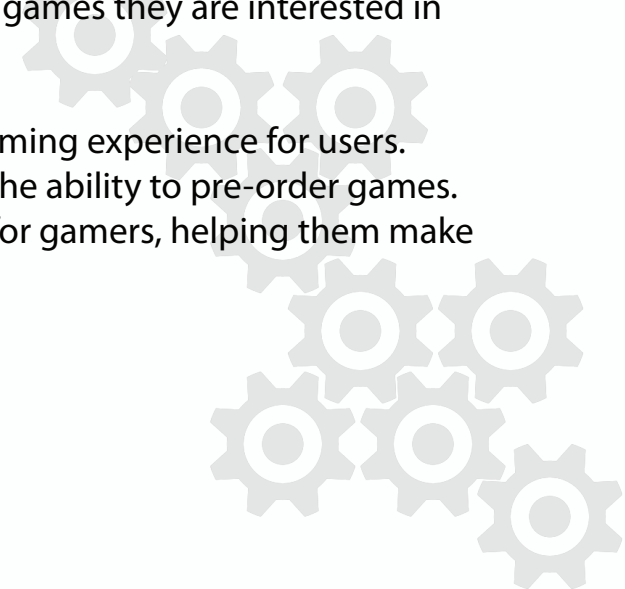 games they are interested in
ming experience for users.
he ability to pre-order games.
or gamers, helping them make